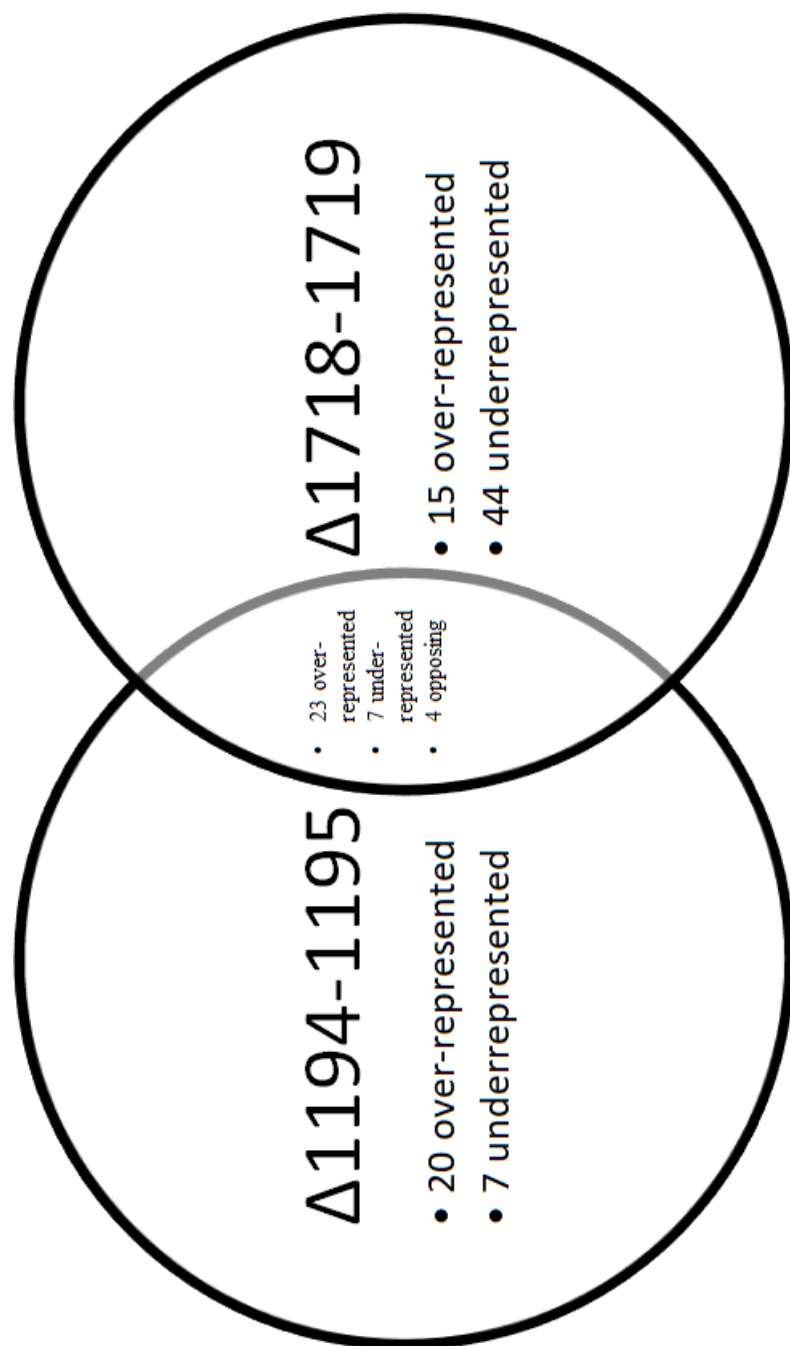 Δ1194-1195
• 20 over-represented
• 7 underrepresented
• 23 over-
represented
• 7 under-
represented
• 4 opposing
Δ1718-1719
• 15 over-represented
• 44 underrepresented